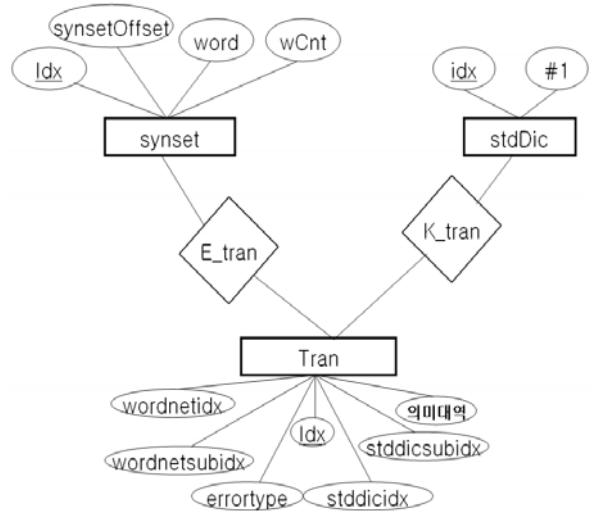 synsetOffset
word
wCnt
Idx
idx
#1
synset
stdDic
E_tran
K_tran
Tran
wordnetidx
의미대역
Idx
stddicsubidx
wordnetsubidx
errortype
stddicidx